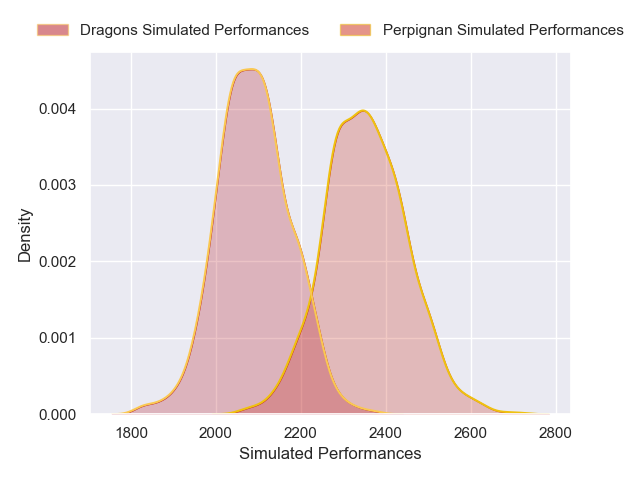 Dragons Simulated Performances
Perpignan Simulated Performances
Density
0.004
0.003
0.002
0.001
0.000
1800
2000
2200
2400
2600
2800
Simulated Performances